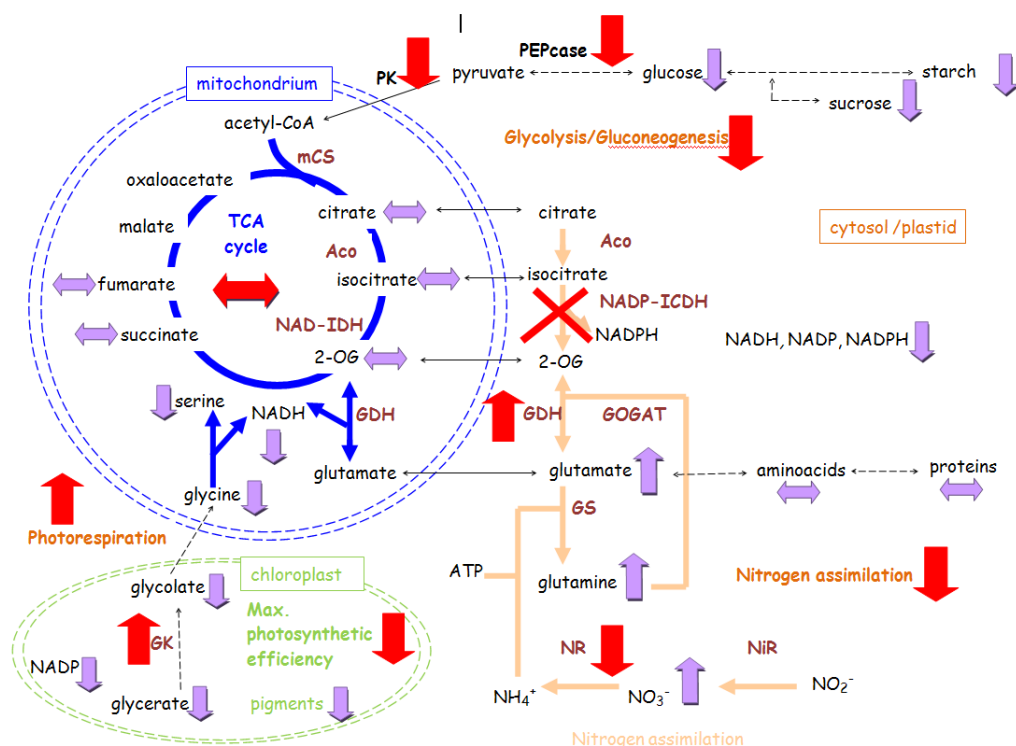 PEPcase
PK
pyruvate
glucose
starch
sucrose
mitochondrium
acetyl-CoA
Glycolysis/Gluconeogenesis
mCS
oxaloacetate
citrate
citrate
malate
TCA
cycle
Aco
Aco
cytosol /plastid
fumarate
isocitrate
isocitrate
NADP-ICDH
NAD-IDH
NADPH
succinate
NADH, NADP, NADPH
2-OG
2-OG
serine
NADH
GDH
GDH
GOGAT
glutamate
glutamate
aminoacids
proteins
glycine
GS
Photorespiration
chloroplast
ATP
glycolate
glutamine
Nitrogen assimilation
Max.
photosynthetic
efficiency
GK
NR
NiR
NADP
glycerate
pigments
NH₄⁺
NO₃⁻
NO₂⁻
Nitrogen assimilation